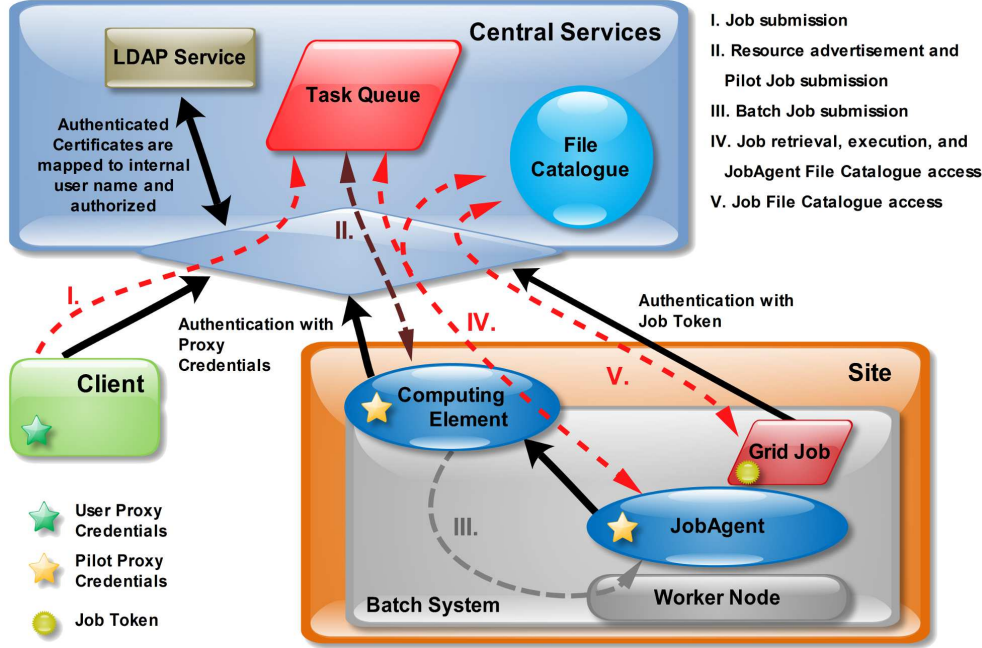 Central Services
LDAP Service
Task Queue
File
Catalogue
Authenticated
Certificates are
mapped to internal
user name and
authorized
I. Job submission
II. Resource advertisement and
Pilot Job submission
III. Batch Job submission
IV. Job retrieval, execution, and
JobAgent File Catalogue access
V. Job File Catalogue access
II.
I.
Authentication with
Proxy
Credentials
IV.
Authentication with
Job Token
V.
Client
Site
Computing
Element
Grid Job
JobAgent
III.
Worker Node
Batch System
User Proxy
Credentials
Pilot Proxy
Credentials
Job Token